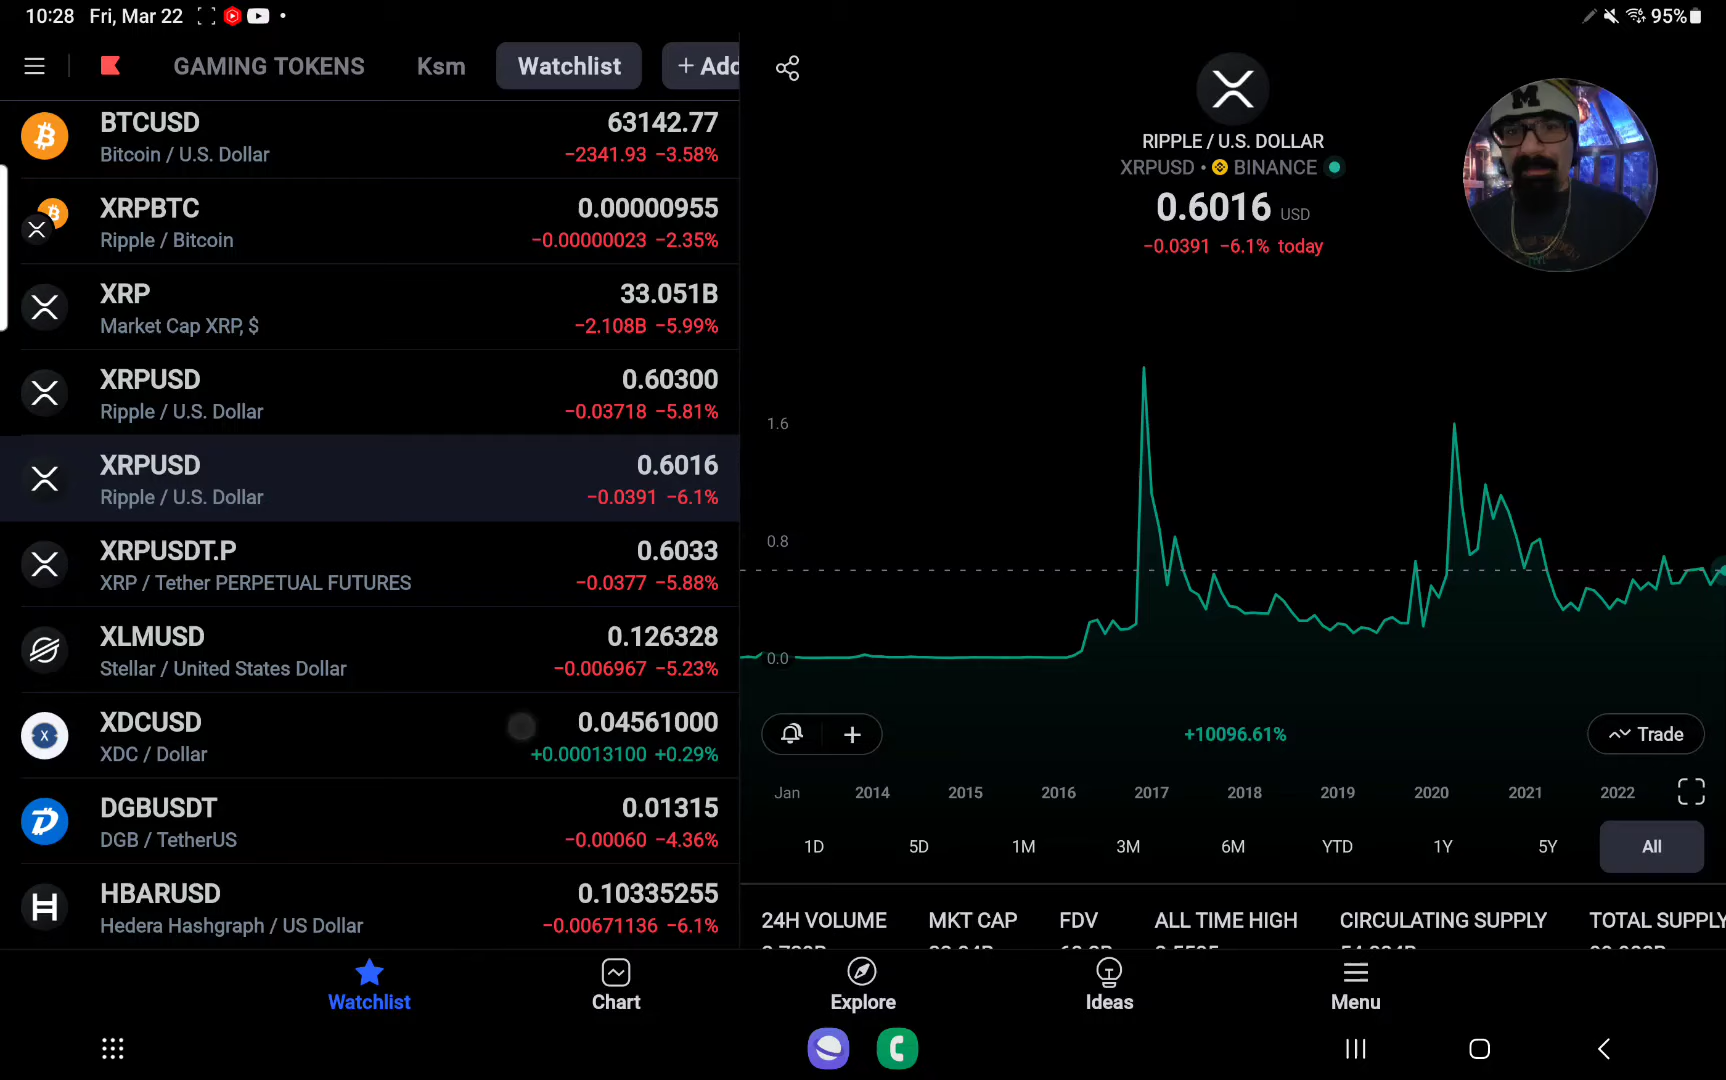 10:28 Fri, Mar 22
95%
GAMING TOKENS Ksm Watchlist + Add
BTCUSD 63142.77
Bitcoin / U.S. Dollar −2341.93 −3.58%
XRPBTC 0.00000955
Ripple / Bitcoin −0.00000023 −2.35%
XRP 33.051B
Market Cap XRP, $ −2.108B −5.99%
XRPUSD 0.60300
Ripple / U.S. Dollar −0.03718 −5.81%
XRPUSD 0.6016
Ripple / U.S. Dollar −0.0391 −6.1%
XRPUSDT.P 0.6033
XRP / Tether PERPETUAL FUTURES −0.0377 −5.88%
XLMUSD 0.126328
Stellar / United States Dollar −0.006967 −5.23%
XDCUSD 0.04561000
XDC / Dollar +0.00013100 +0.29%
DGBUSDT 0.01315
DGB / TetherUS −0.00060 −4.36%
HBARUSD 0.10335255
Hedera Hashgraph / US Dollar −0.00671136 −6.1%
RIPPLE / U.S. DOLLAR
XRPUSD • BINANCE
0.6016 USD
−0.0391 −6.1% today
M
1.6
0.8
0.0
+10096.61%
Trade
Jan 2014 2015 2016 2017 2018 2019 2020 2021 2022
1D 5D 1M 3M 6M YTD 1Y 5Y All
24H VOLUME MKT CAP FDV ALL TIME HIGH CIRCULATING SUPPLY TOTAL SUPPLY
Watchlist Chart Explore Ideas Menu